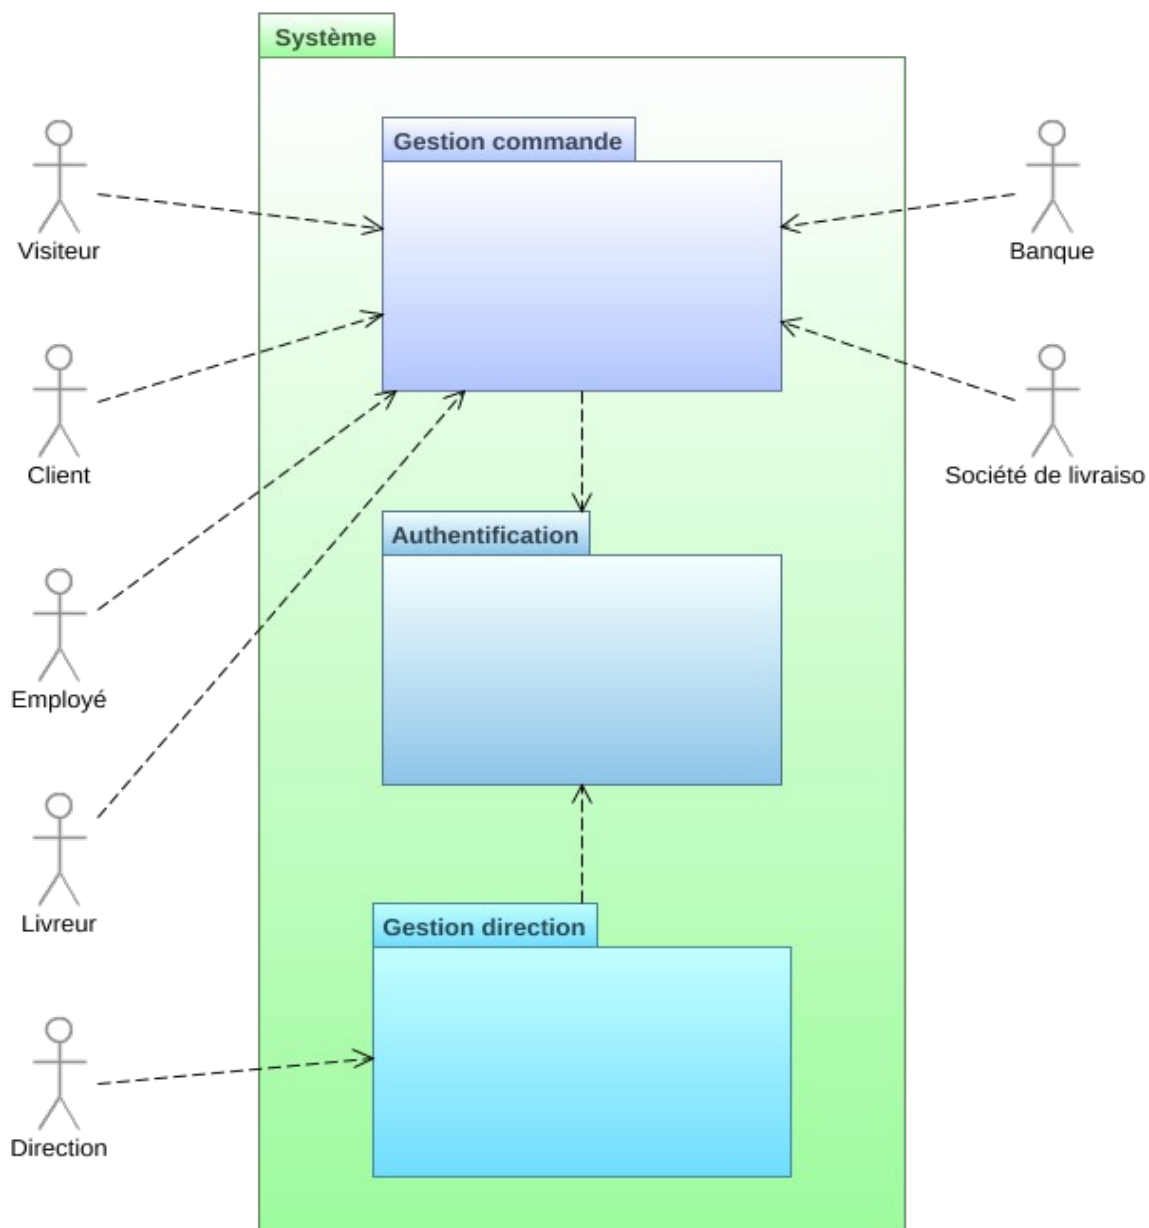 Système
Gestion commande
Visiteur
Banque
Client
Société de livraiso
Authentification
Employé
Livreur
Gestion direction
Direction